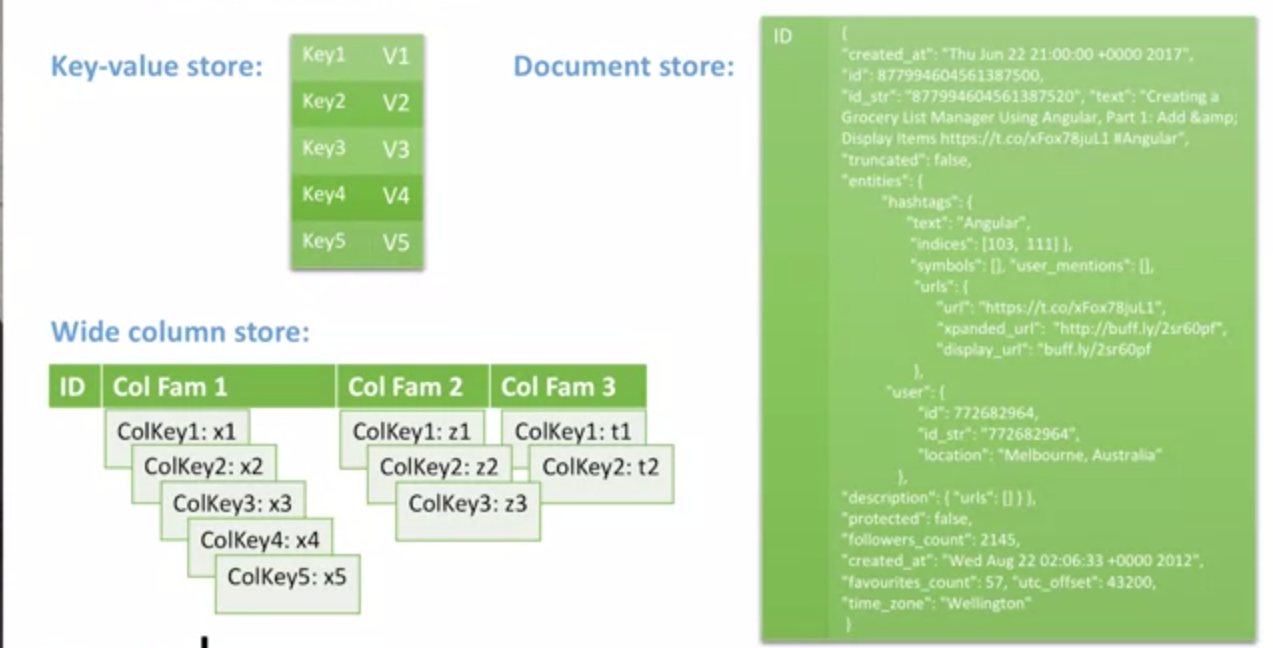 Key-value store:
Key1 V1
Key2 V2
Key3 V3
Key4 V4
Key5 V5
Wide column store:
ID Col Fam 1 Col Fam 2 Col Fam 3
ColKey1: x1
ColKey2: x2
ColKey3: x3
ColKey4: x4
ColKey5: x5
ColKey1: z1
ColKey2: z2
ColKey3: z3
ColKey1: t1
ColKey2: t2
Document store:
ID
{
"created_at": "Thu Jun 22 21:00:00 +0000 2017",
"id": 877994604561387500,
"id_str": "877994604561387520", "text": "Creating a
Grocery List Manager Using Angular, Part 1: Add &amp;
Display Items https://t.co/xFox78juL1 #Angular",
"truncated": false,
"entities": {
"hashtags": {
"text": "Angular",
"indices": [103, 111] },
"symbols": [], "user_mentions": [],
"urls": {
"url": "https://t.co/xFox78juL1",
"xpanded_url": "http://buff.ly/2sr60pf",
"display_url": "buff.ly/2sr60pf
},
"user": {
"id": 772682964,
"id_str": "772682964",
"location": "Melbourne, Australia"
},
"description": { "urls": [] } },
"protected": false,
"followers_count": 2145,
"created_at": "Wed Aug 22 02:06:33 +0000 2012",
"favourites_count": 57, "utc_offset": 43200,
"time_zone": "Wellington"
}